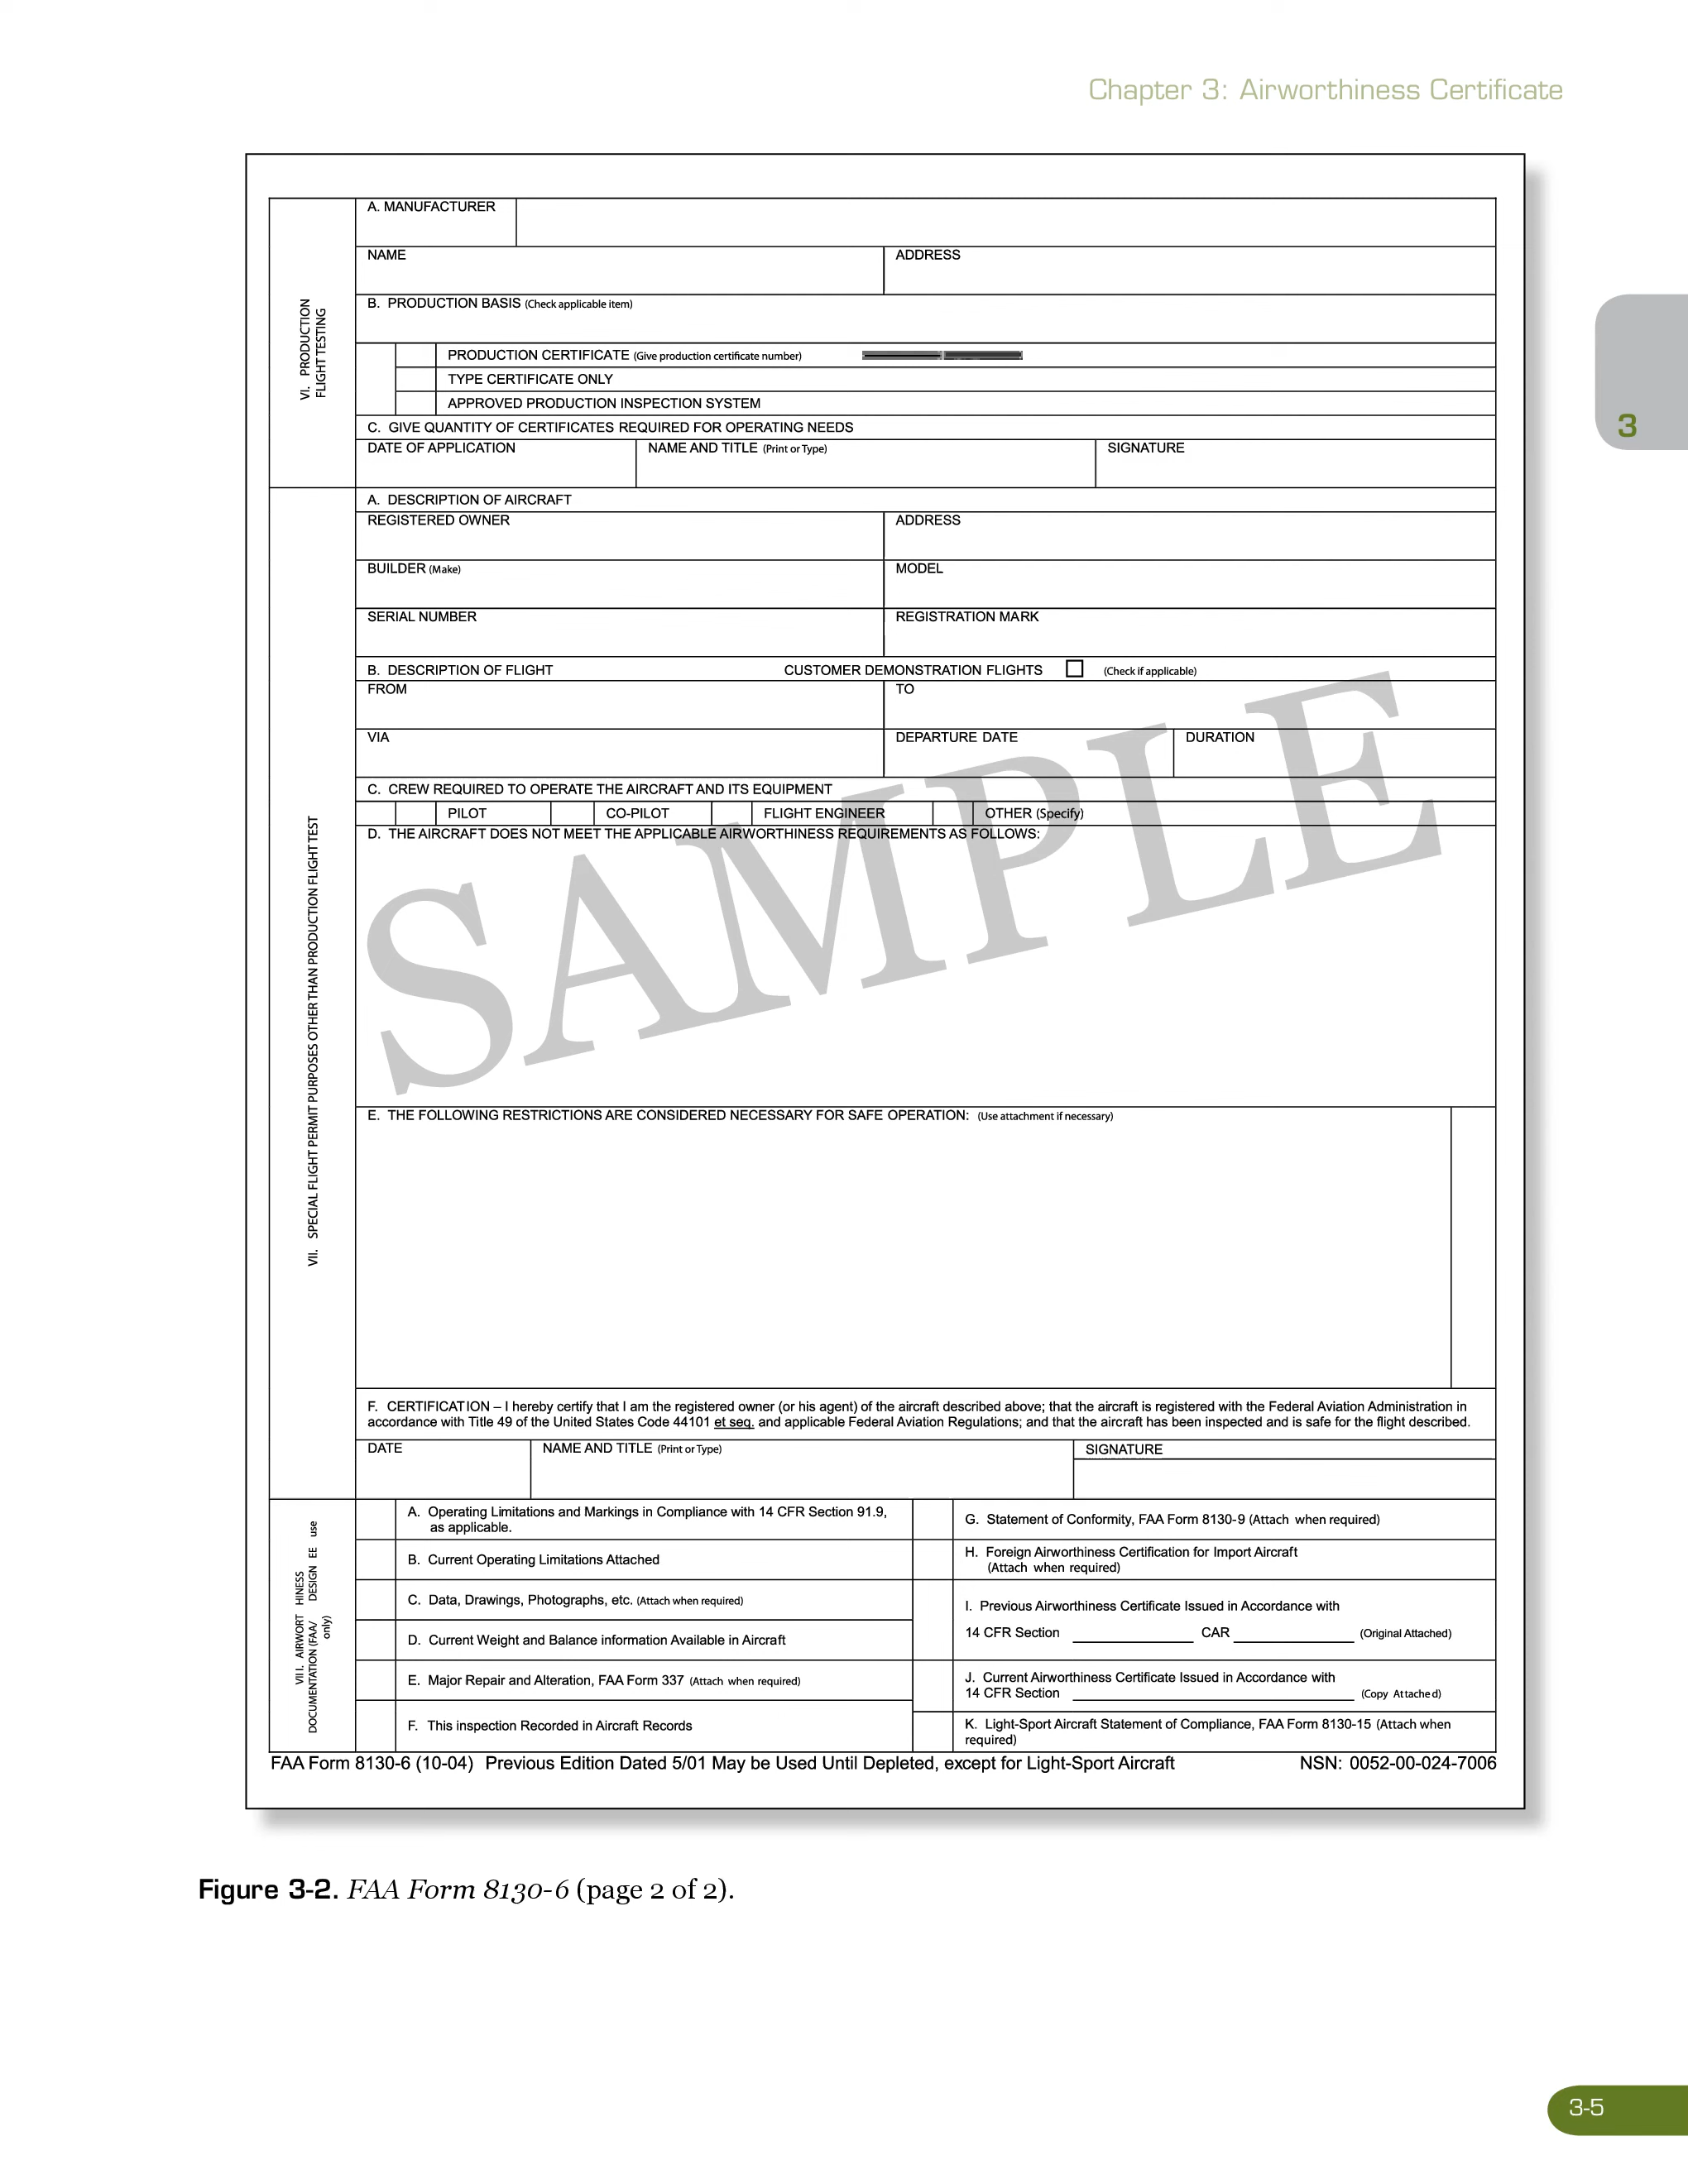 Chapter 3: Airworthiness Certificate
VI. PRODUCTION
FLIGHT TESTING
A. MANUFACTURER
NAME
ADDRESS
B. PRODUCTION BASIS (Check applicable item)
PRODUCTION CERTIFICATE (Give production certificate number)
TYPE CERTIFICATE ONLY
APPROVED PRODUCTION INSPECTION SYSTEM
C. GIVE QUANTITY OF CERTIFICATES REQUIRED FOR OPERATING NEEDS
DATE OF APPLICATION
NAME AND TITLE (Print or Type)
SIGNATURE
3
VII. SPECIAL FLIGHT PERMIT PURPOSES OTHER THAN PRODUCTION FLIGHT TEST
A. DESCRIPTION OF AIRCRAFT
REGISTERED OWNER
ADDRESS
BUILDER (Make)
MODEL
SERIAL NUMBER
REGISTRATION MARK
B. DESCRIPTION OF FLIGHT CUSTOMER DEMONSTRATION FLIGHTS (Check if applicable)
FROM
TO
VIA
DEPARTURE DATE
DURATION
C. CREW REQUIRED TO OPERATE THE AIRCRAFT AND ITS EQUIPMENT
PILOT CO-PILOT FLIGHT ENGINEER OTHER (Specify)
D. THE AIRCRAFT DOES NOT MEET THE APPLICABLE AIRWORTHINESS REQUIREMENTS AS FOLLOWS:
SAMPLE
E. THE FOLLOWING RESTRICTIONS ARE CONSIDERED NECESSARY FOR SAFE OPERATION: (Use attachment if necessary)
F. CERTIFICATION – I hereby certify that I am the registered owner (or his agent) of the aircraft described above; that the aircraft is registered with the Federal Aviation Administration in
accordance with Title 49 of the United States Code 44101 et seq. and applicable Federal Aviation Regulations; and that the aircraft has been inspected and is safe for the flight described.
DATE
NAME AND TITLE (Print or Type)
SIGNATURE
VII I. AIRWORT HINESS
DOCUMENTATION (FAA/ DESIGN EE use
only)
A. Operating Limitations and Markings in Compliance with 14 CFR Section 91.9,
as applicable.
B. Current Operating Limitations Attached
C. Data, Drawings, Photographs, etc. (Attach when required)
D. Current Weight and Balance information Available in Aircraft
E. Major Repair and Alteration, FAA Form 337 (Attach when required)
F. This inspection Recorded in Aircraft Records
G. Statement of Conformity, FAA Form 8130-9 (Attach when required)
H. Foreign Airworthiness Certification for Import Aircraft
(Attach when required)
I. Previous Airworthiness Certificate Issued in Accordance with
14 CFR Section CAR (Original Attached)
J. Current Airworthiness Certificate Issued in Accordance with
14 CFR Section (Copy Attached)
K. Light-Sport Aircraft Statement of Compliance, FAA Form 8130-15 (Attach when
required)
FAA Form 8130-6 (10-04) Previous Edition Dated 5/01 May be Used Until Depleted, except for Light-Sport Aircraft NSN: 0052-00-024-7006
Figure 3-2. FAA Form 8130-6 (page 2 of 2).
3-5